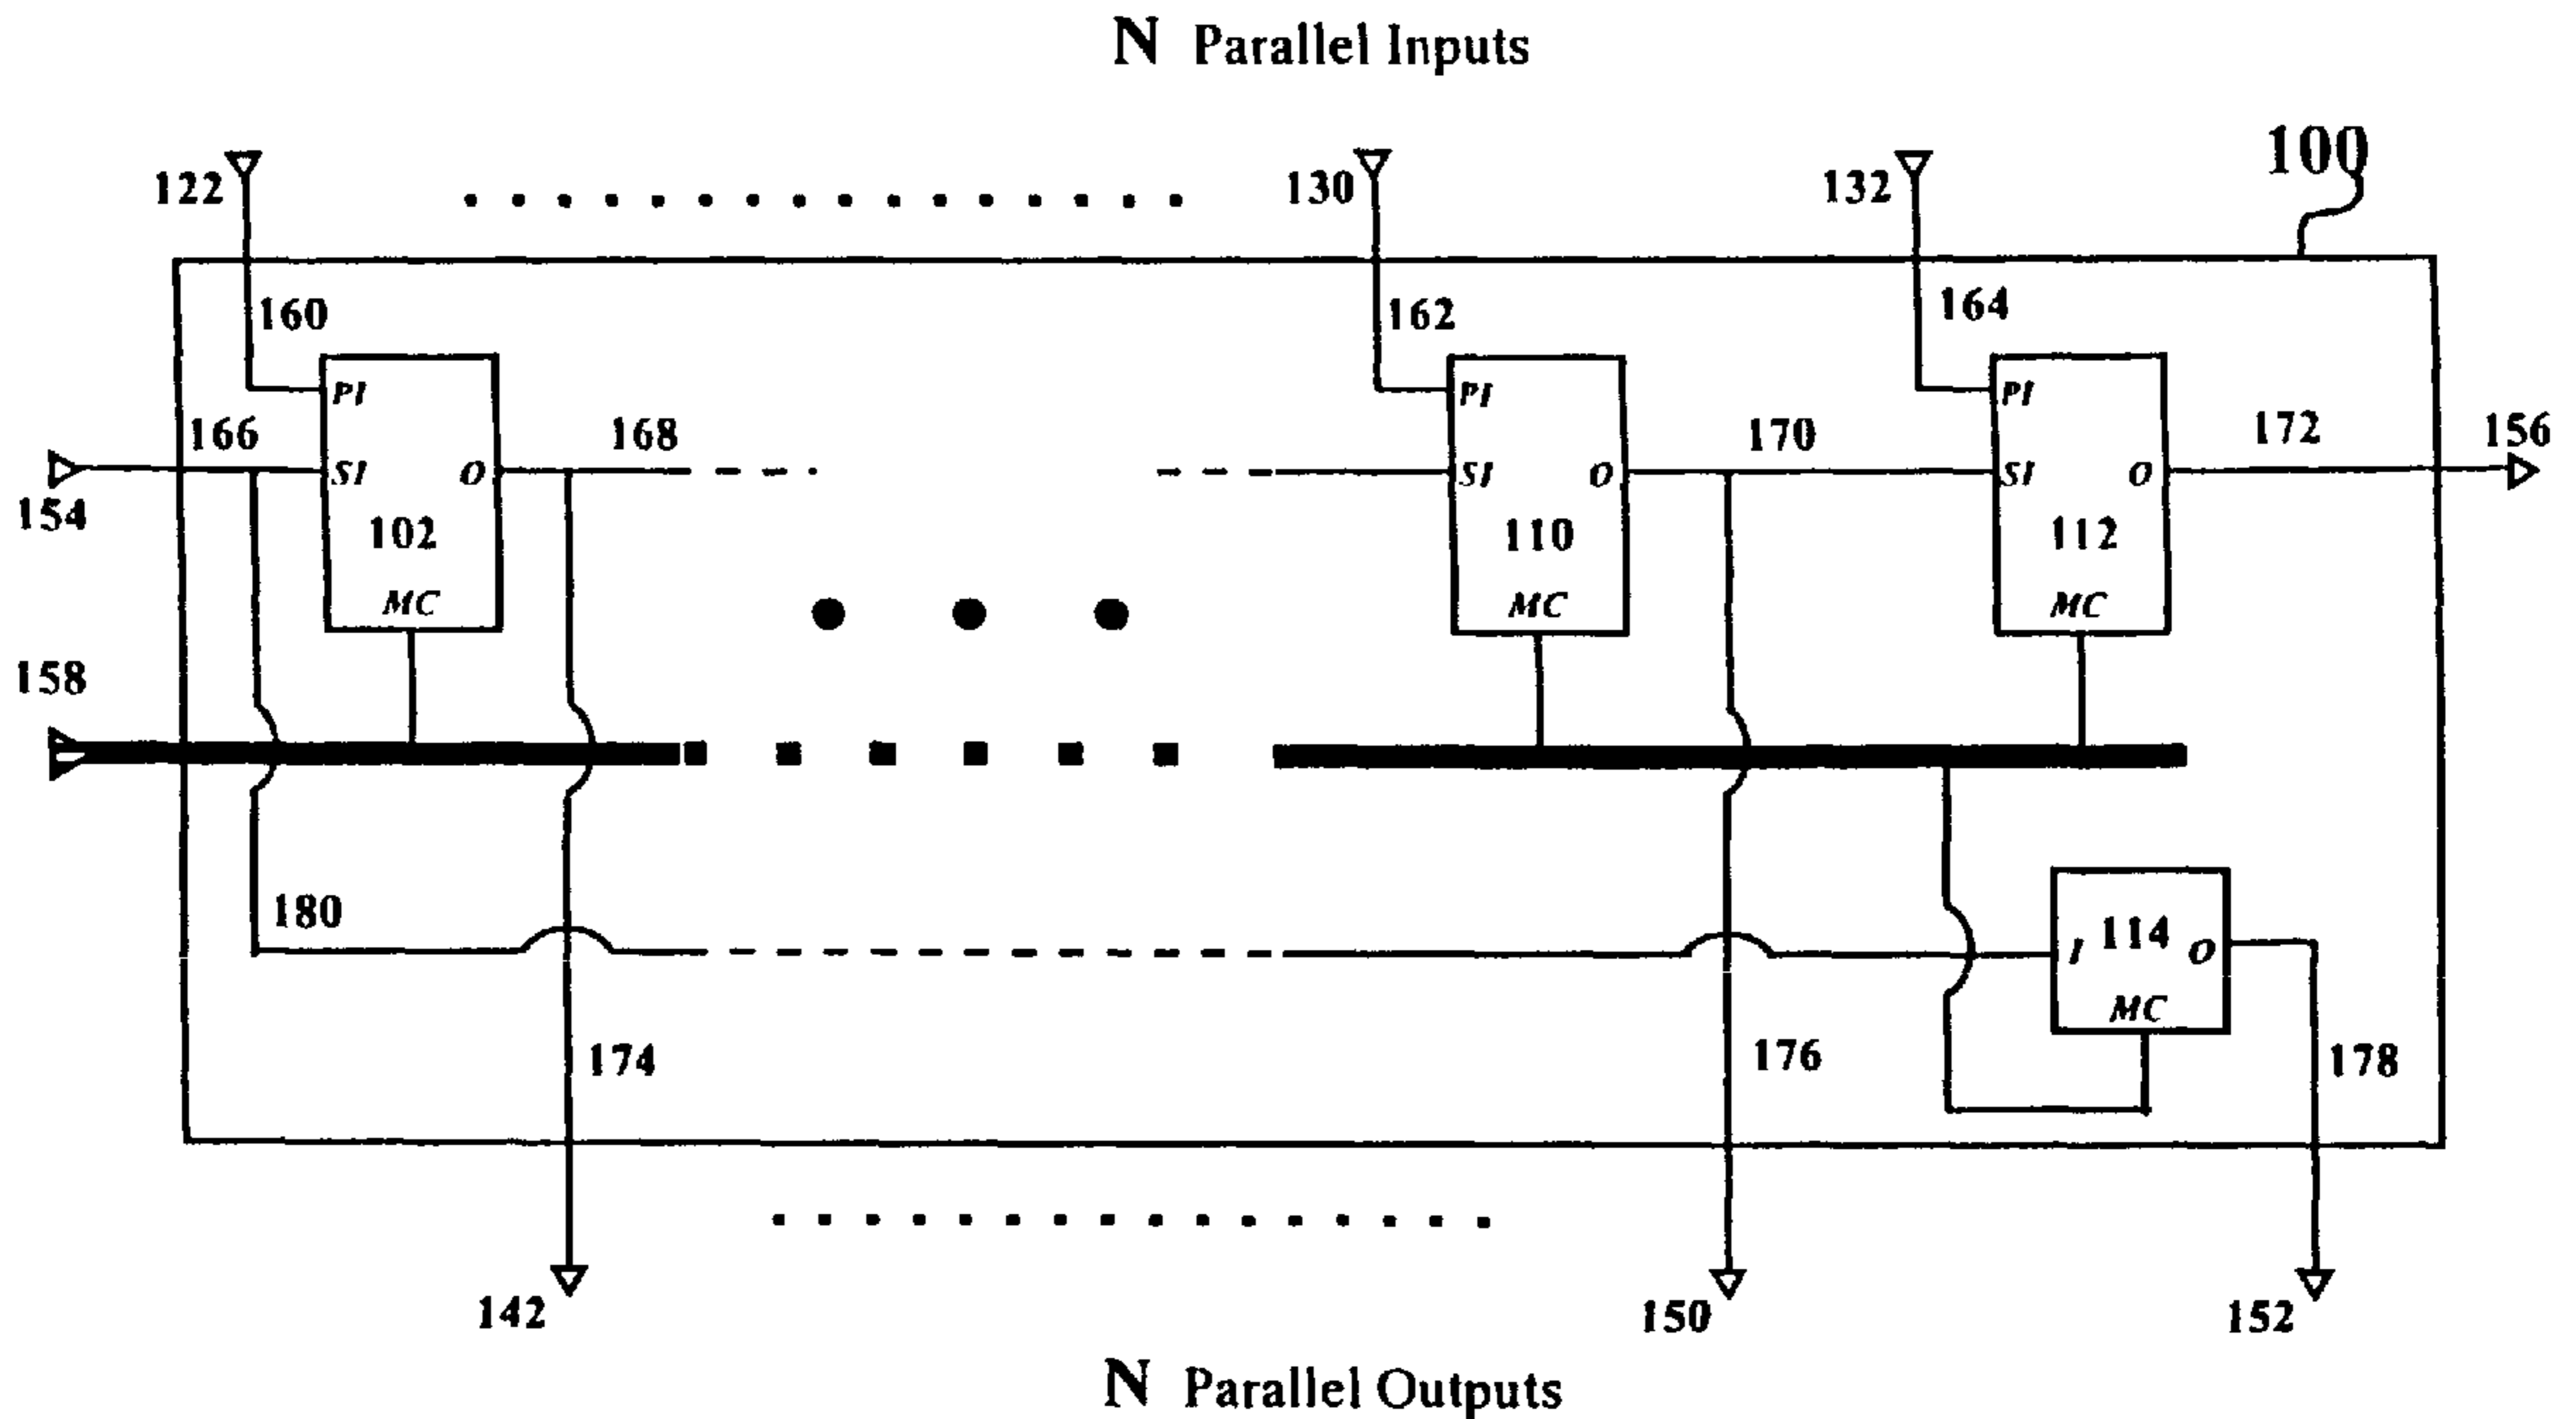 N Parallel Inputs
100
122
130
132
160
162
164
PI
PI
PI
166
168
170
172
156
SI
O
SI
O
SI
O
154
102
110
112
MC
MC
MC
158
180
114
I
O
MC
174
176
178
142
150
152
N Parallel Outputs